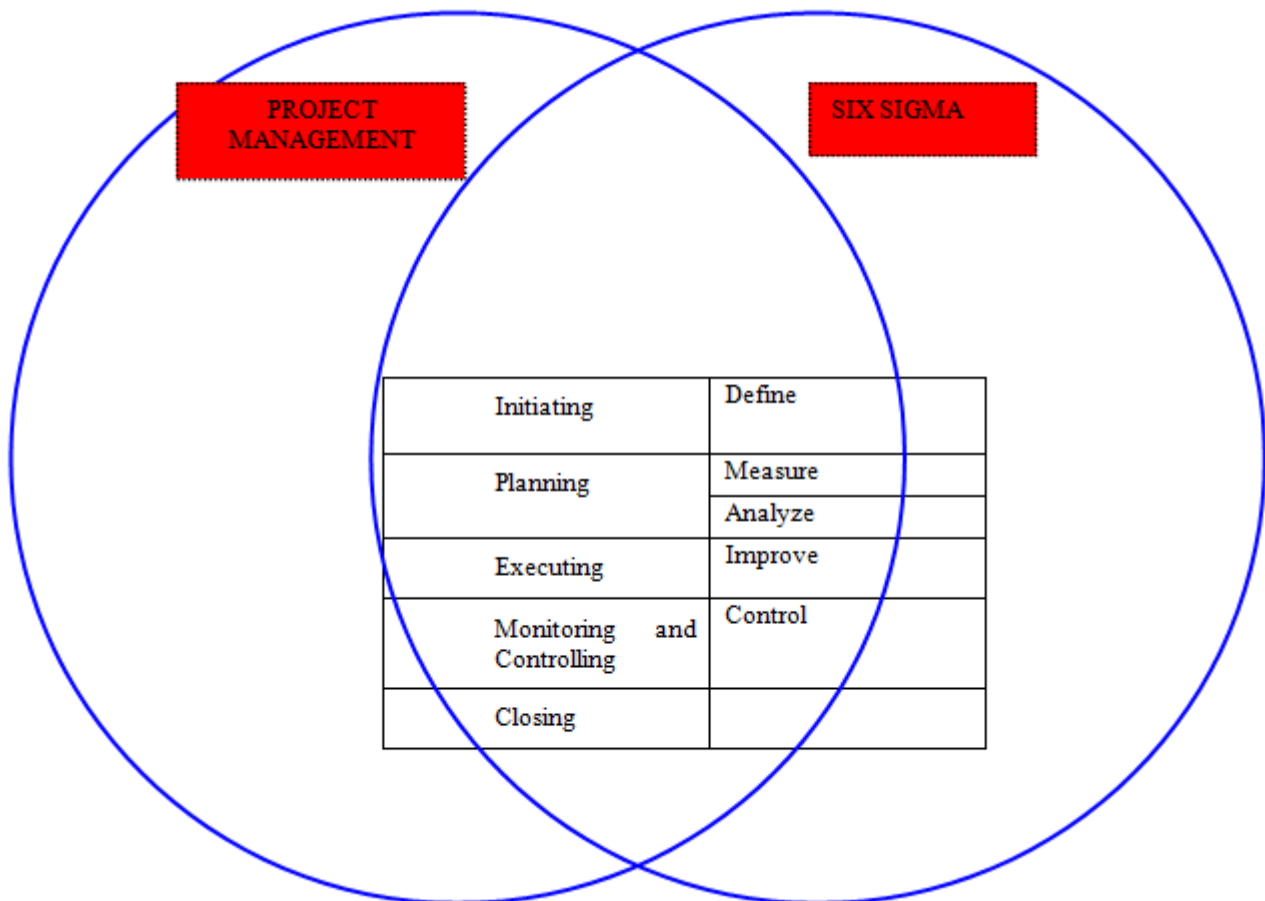 PROJECT
MANAGEMENT
SIX SIGMA
Initiating
Define
Planning
Measure
Analyze
Executing
Improve
Monitoring and
Controlling
Control
Closing